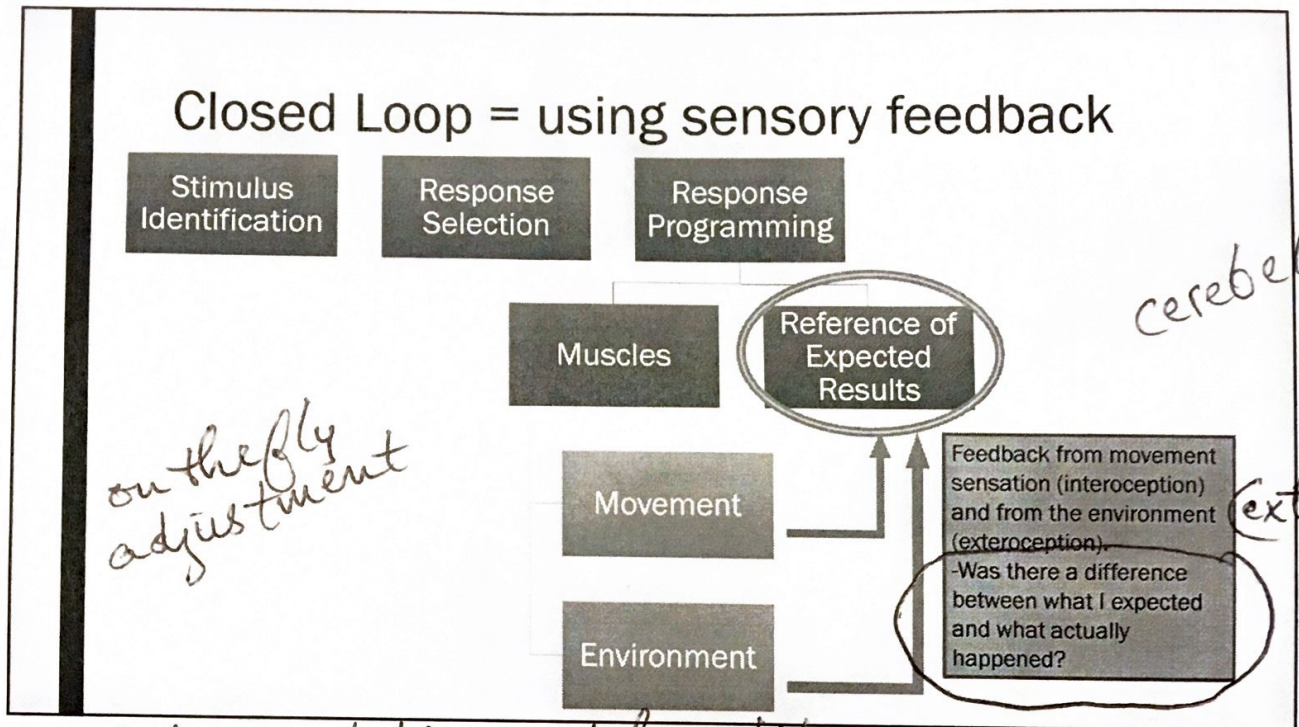 Closed Loop = using sensory feedback
Stimulus
Identification
Response
Selection
Response
Programming
cerebe
Muscles
Reference of
Expected
Results
on the fly
adjustment
Movement
Feedback from movement
sensation (interoception)
and from the environment
(exteroception).
-Was there a difference
between what I expected
and what actually
happened?
ext
Environment